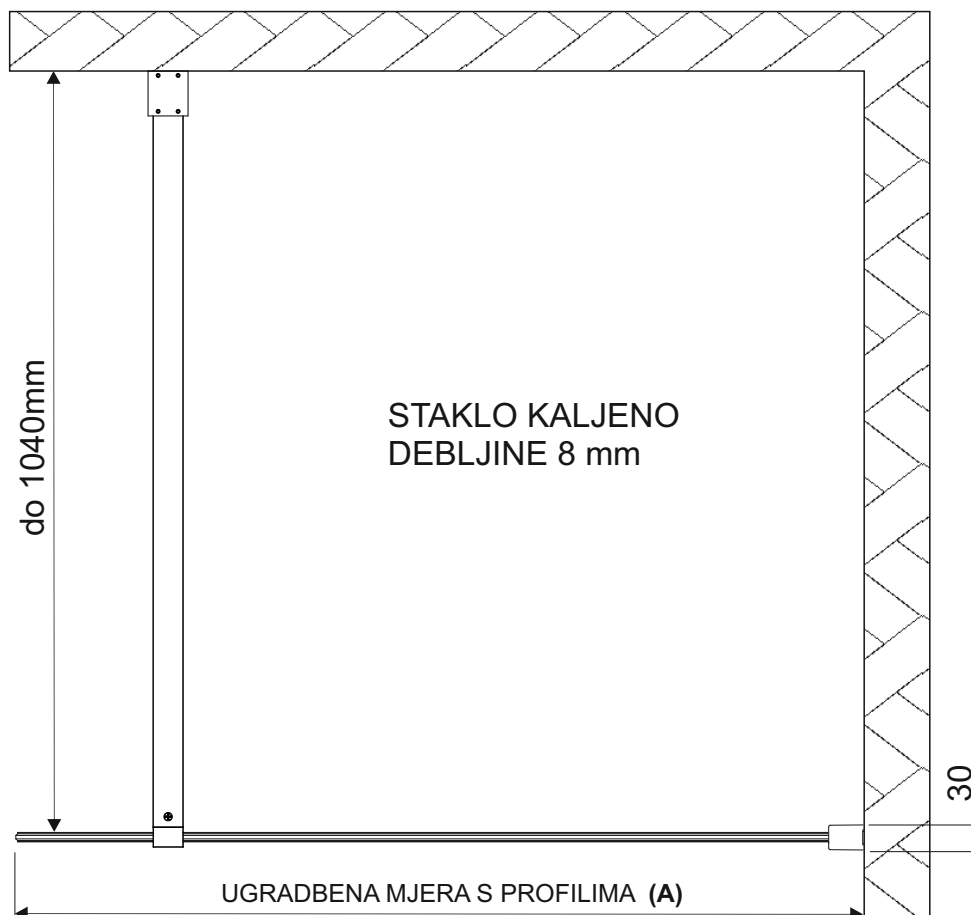 do 1040mm
STAKLO KALJENO
DEBLJINE 8 mm
30
UGRADBENA MJERA S PROFILIMA (A)